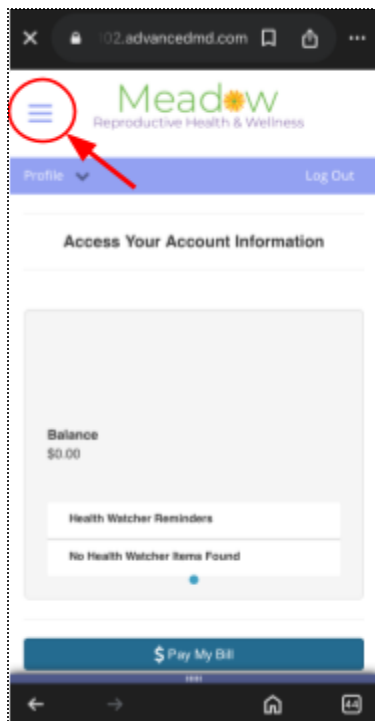 02.advancedmd.com
Meadow
Reproductive Health & Wellness
Profile
Log Out
Access Your Account Information
Balance
$0.00
Health Watcher Reminders
No Health Watcher Items Found
$ Pay My Bill
44